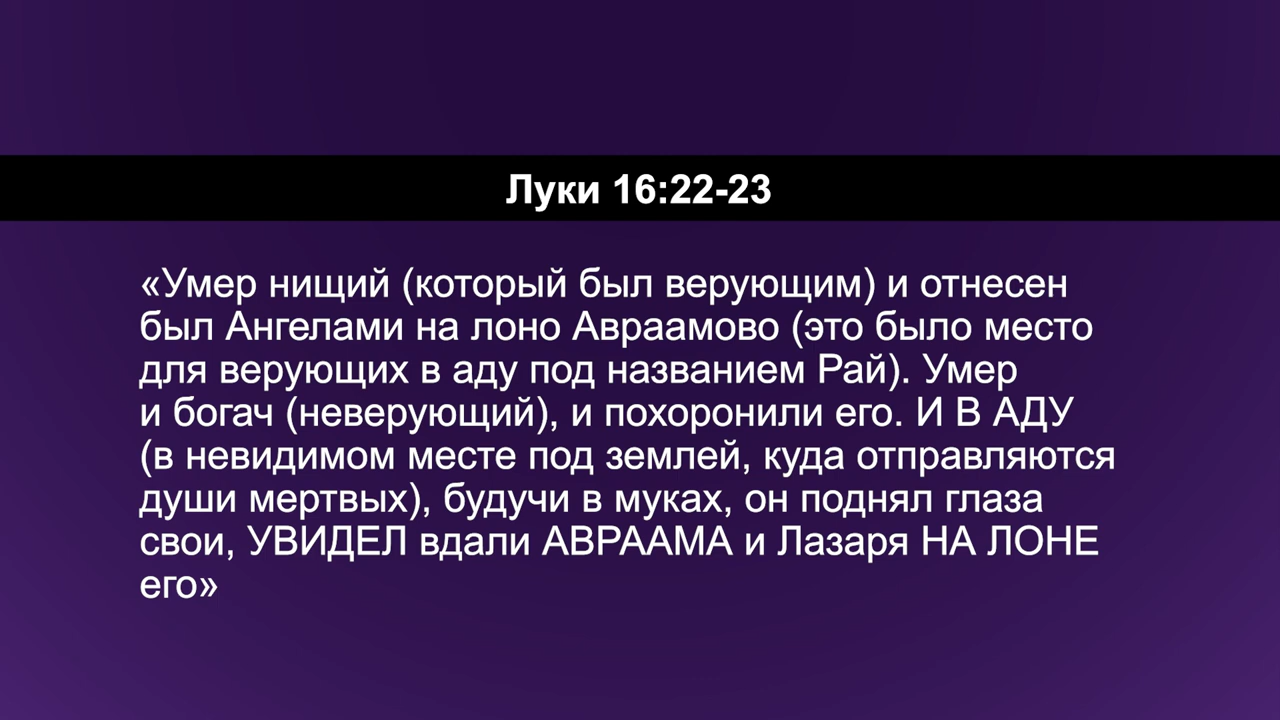 Луки 16:22-23
«Умер нищий (который был верующим) и отнесен
был Ангелами на лоно Авраамово (это было место
для верующих в аду под названием Рай). Умер
и богач (неверующий), и похоронили его. И В АДУ
(в невидимом месте под землей, куда отправляются
души мертвых), будучи в муках, он поднял глаза
свои, УВИДЕЛ вдали АВРААМА и Лазаря НА ЛОНЕ
его»